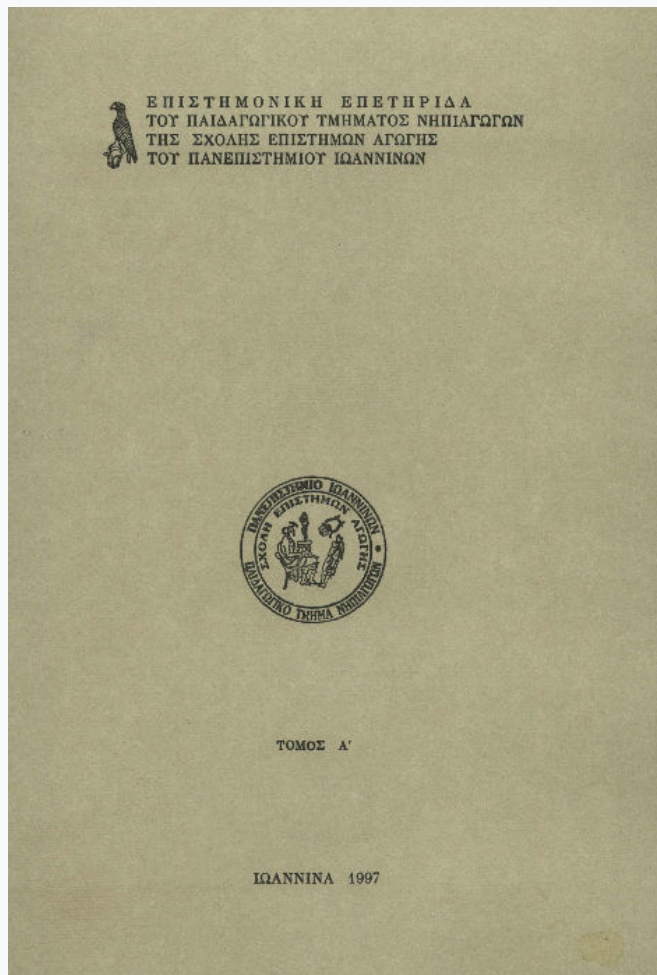 ΕΠΙΣΤΗΜΟΝΙΚΗ ΕΠΕΤΗΡΙΔΑ
ΤΟΥ ΠΑΙΔΑΓΩΓΙΚΟΥ ΤΜΗΜΑΤΟΣ ΝΗΠΙΑΓΩΓΩΝ
ΤΗΣ ΣΧΟΛΗΣ ΕΠΙΣΤΗΜΩΝ ΑΓΩΓΗΣ
ΤΟΥ ΠΑΝΕΠΙΣΤΗΜΙΟΥ ΙΩΑΝΝΙΝΩΝ
ΠΑΝΕΠΙΣΤΗΜΙΟ ΙΩΑΝΝΙΝΩΝ
ΣΧΟΛΗ ΕΠΙΣΤΗΜΩΝ ΑΓΩΓΗΣ
ΠΑΙΔΑΓΩΓΙΚΟ ΤΜΗΜΑ ΝΗΠΙΑΓΩΓΩΝ
ΤΟΜΟΣ Α'
ΙΩΑΝΝΙΝΑ 1997